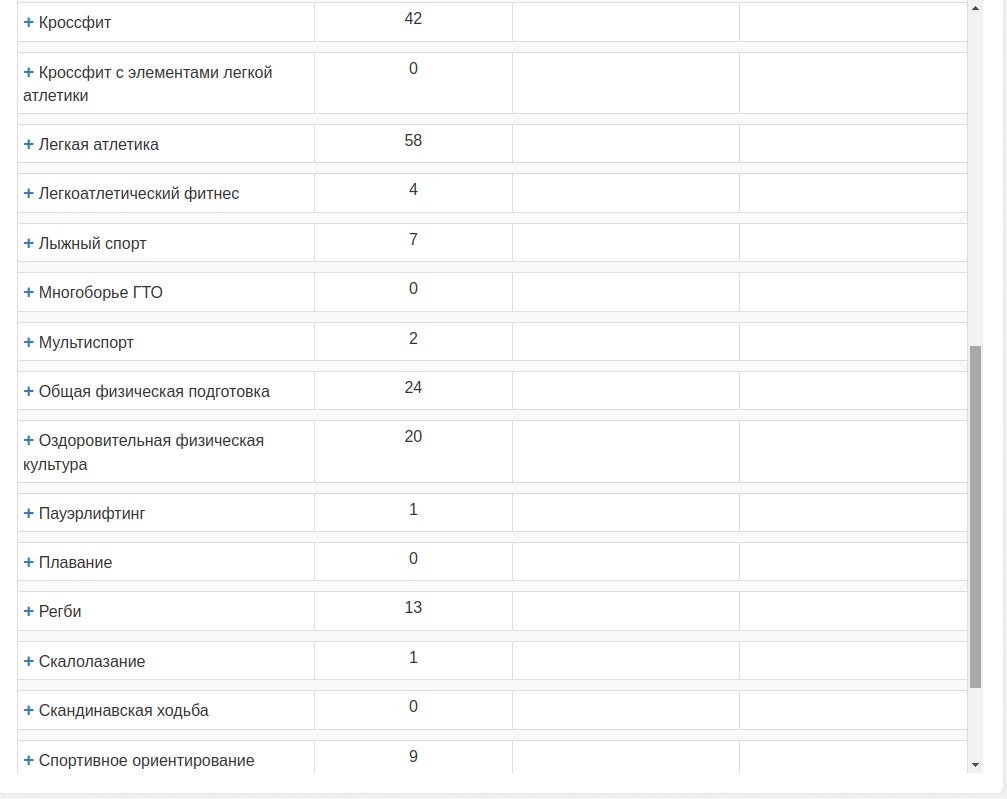 + Кроссфит 42
+ Кроссфит с элементами легкой 0
атлетики
+ Легкая атлетика 58
+ Легкоатлетический фитнес 4
+ Лыжный спорт 7
+ Многоборье ГТО 0
+ Мультиспорт 2
+ Общая физическая подготовка 24
+ Оздоровительная физическая 20
культура
+ Пауэрлифтинг 1
+ Плавание 0
+ Регби 13
+ Скалолазание 1
+ Скандинавская ходьба 0
+ Спортивное ориентирование 9